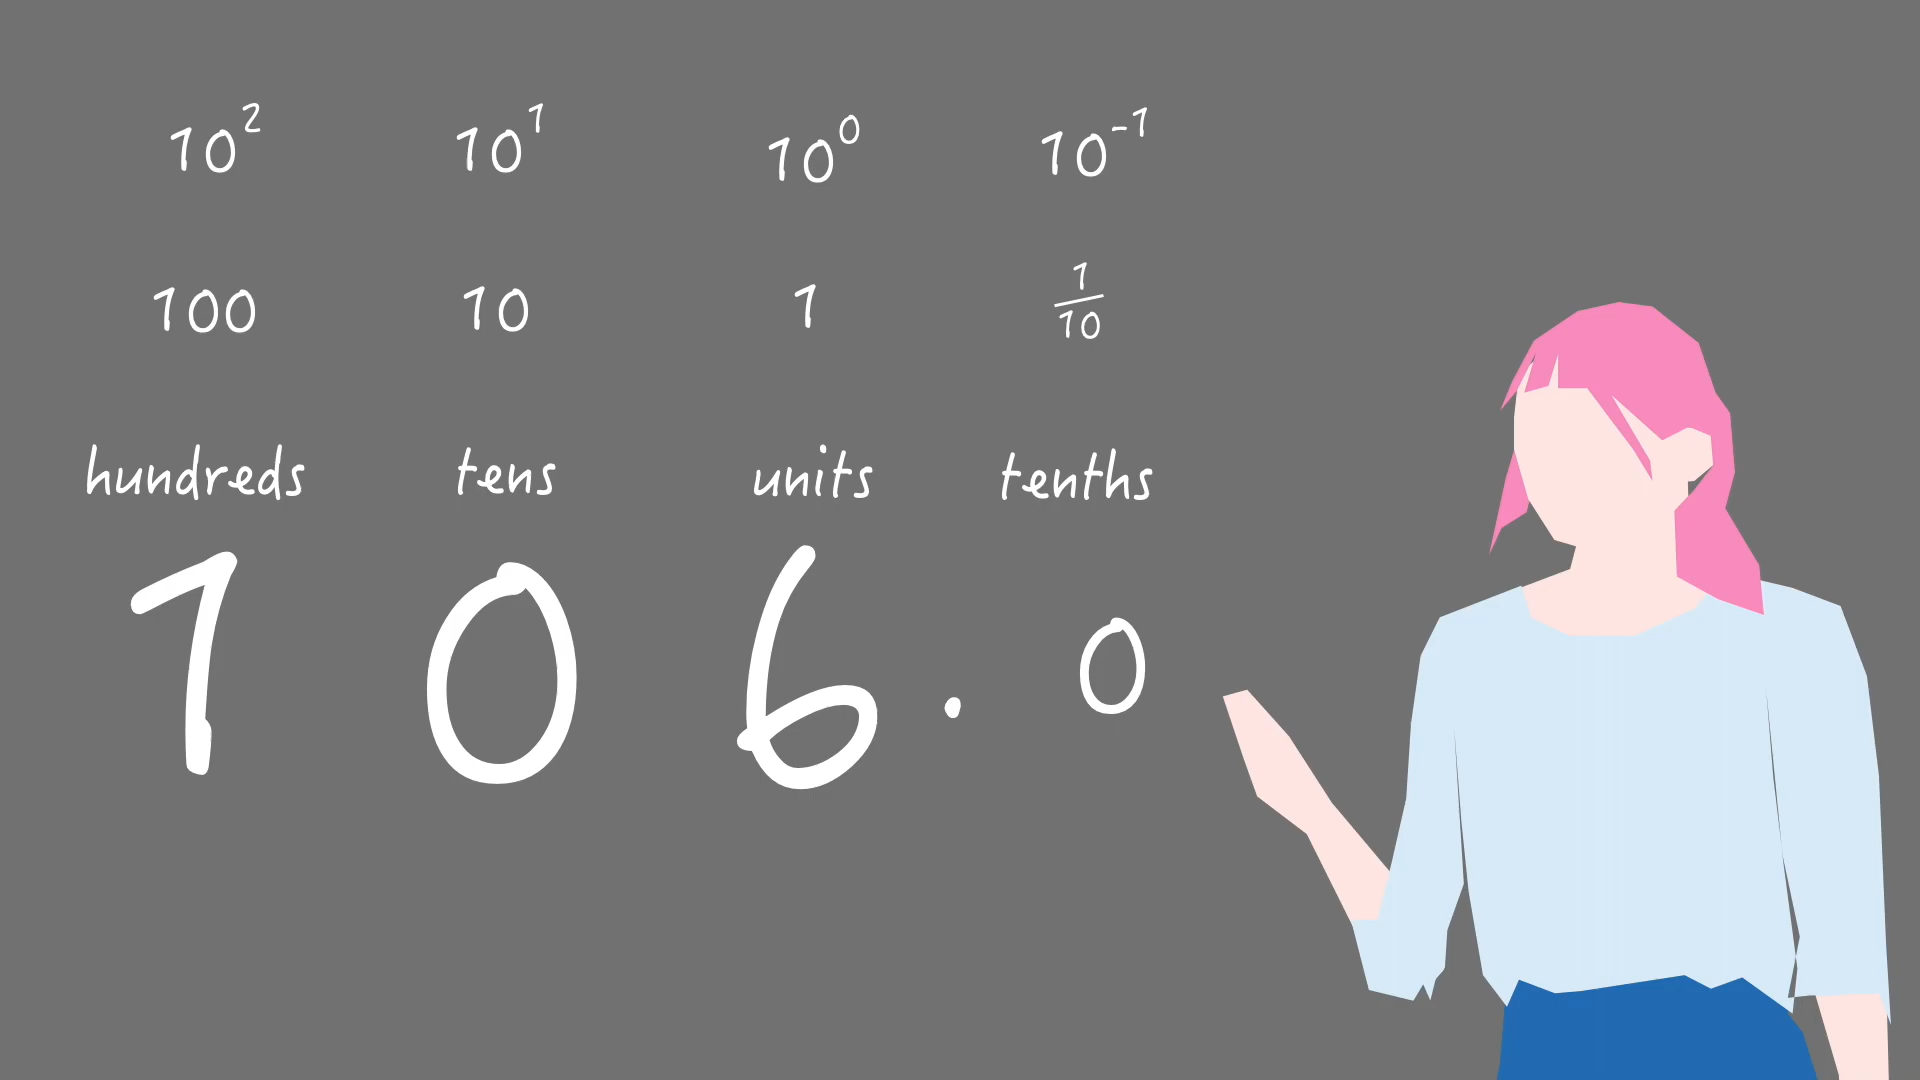 10² 10¹ 10⁰ 10⁻¹
100 10 1 1/10
hundreds tens units tenths
1 0 6 . 0